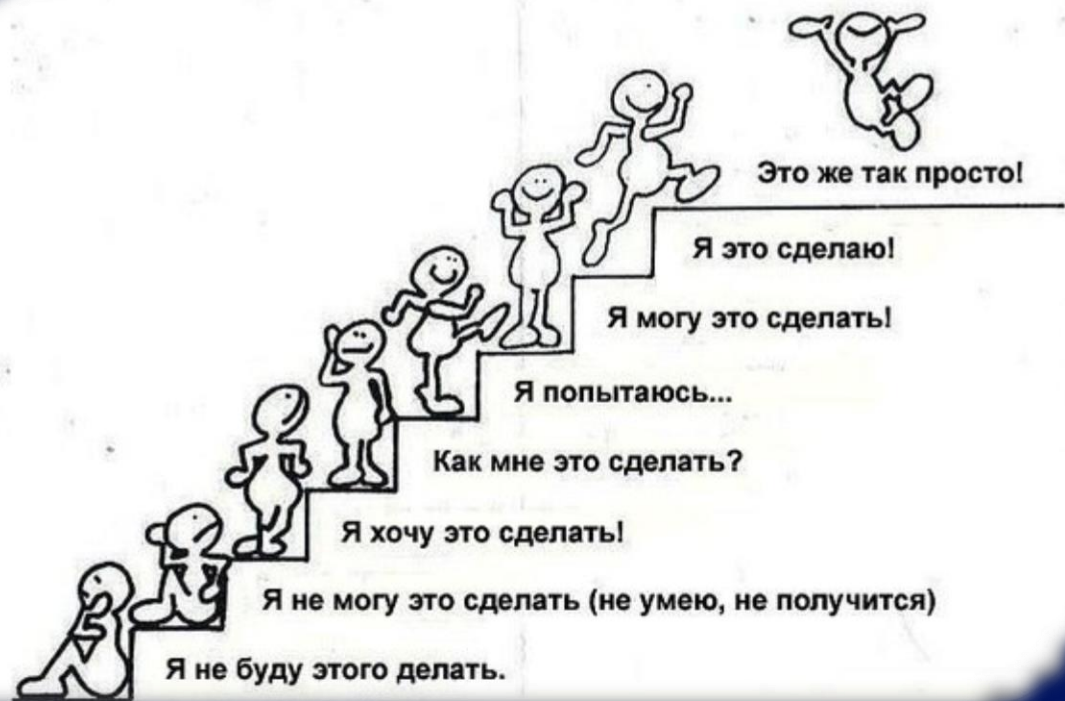 Это же так просто!
Я это сделаю!
Я могу это сделать!
Я попытаюсь...
Как мне это сделать?
Я хочу это сделать!
Я не могу это сделать (не умею, не получится)
Я не буду этого делать.